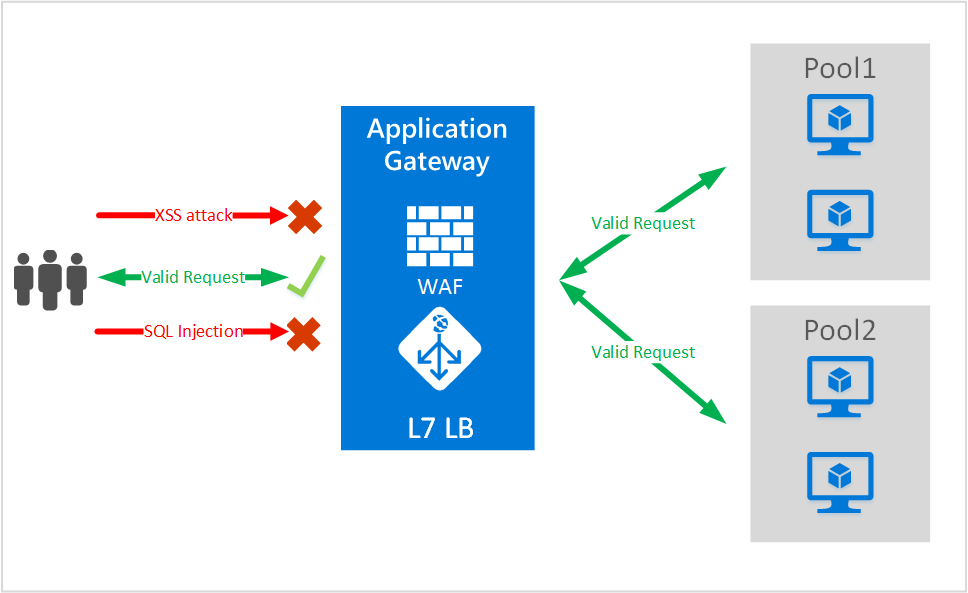 Application
Gateway
XSS attack
Valid Request
SQL Injection
WAF
L7 LB
Valid Request
Valid Request
Pool1
Pool2